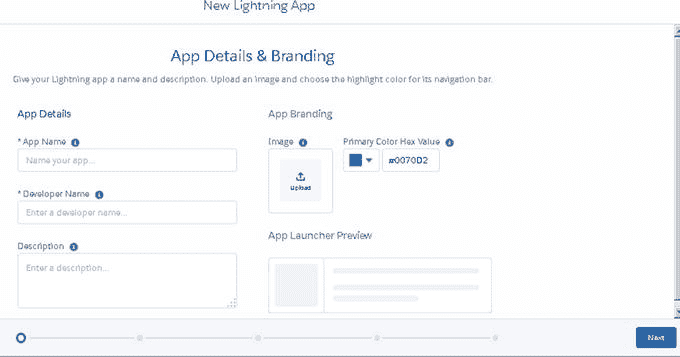 New Lightning App
App Details & Branding
Give your Lightning app a name and description. Upload an image and choose the highlight color for its navigation bar.
App Details
App Branding
* App Name
Name your app...
* Developer Name
Enter a developer name...
Description
Enter a description...
Image
Upload
Primary Color Hex Value
#0070D2
App Launcher Preview
Next